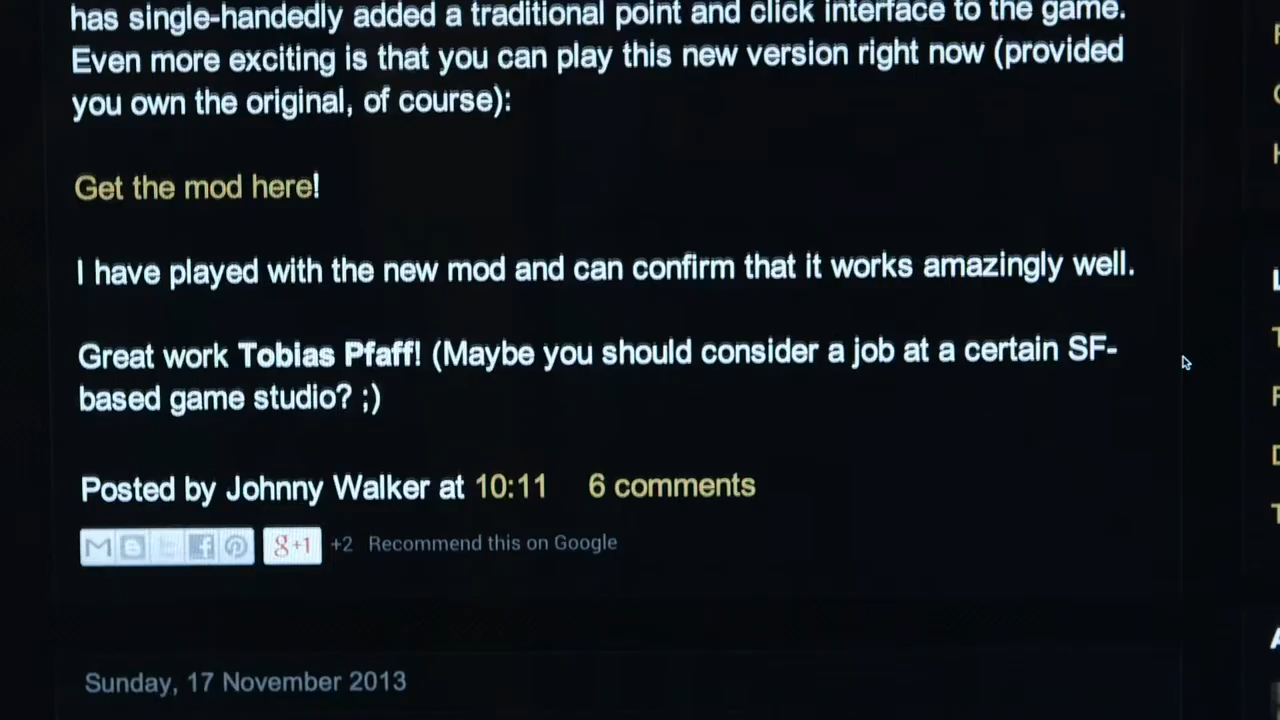 has single-handedly added a traditional point and click interface to the game.
Even more exciting is that you can play this new version right now (provided
you own the original, of course):
Get the mod here!
I have played with the new mod and can confirm that it works amazingly well.
Great work Tobias Pfaff! (Maybe you should consider a job at a certain SF-
based game studio? ;)
Posted by Johnny Walker at 10:11 6 comments
g+1 +2 Recommend this on Google
Sunday, 17 November 2013